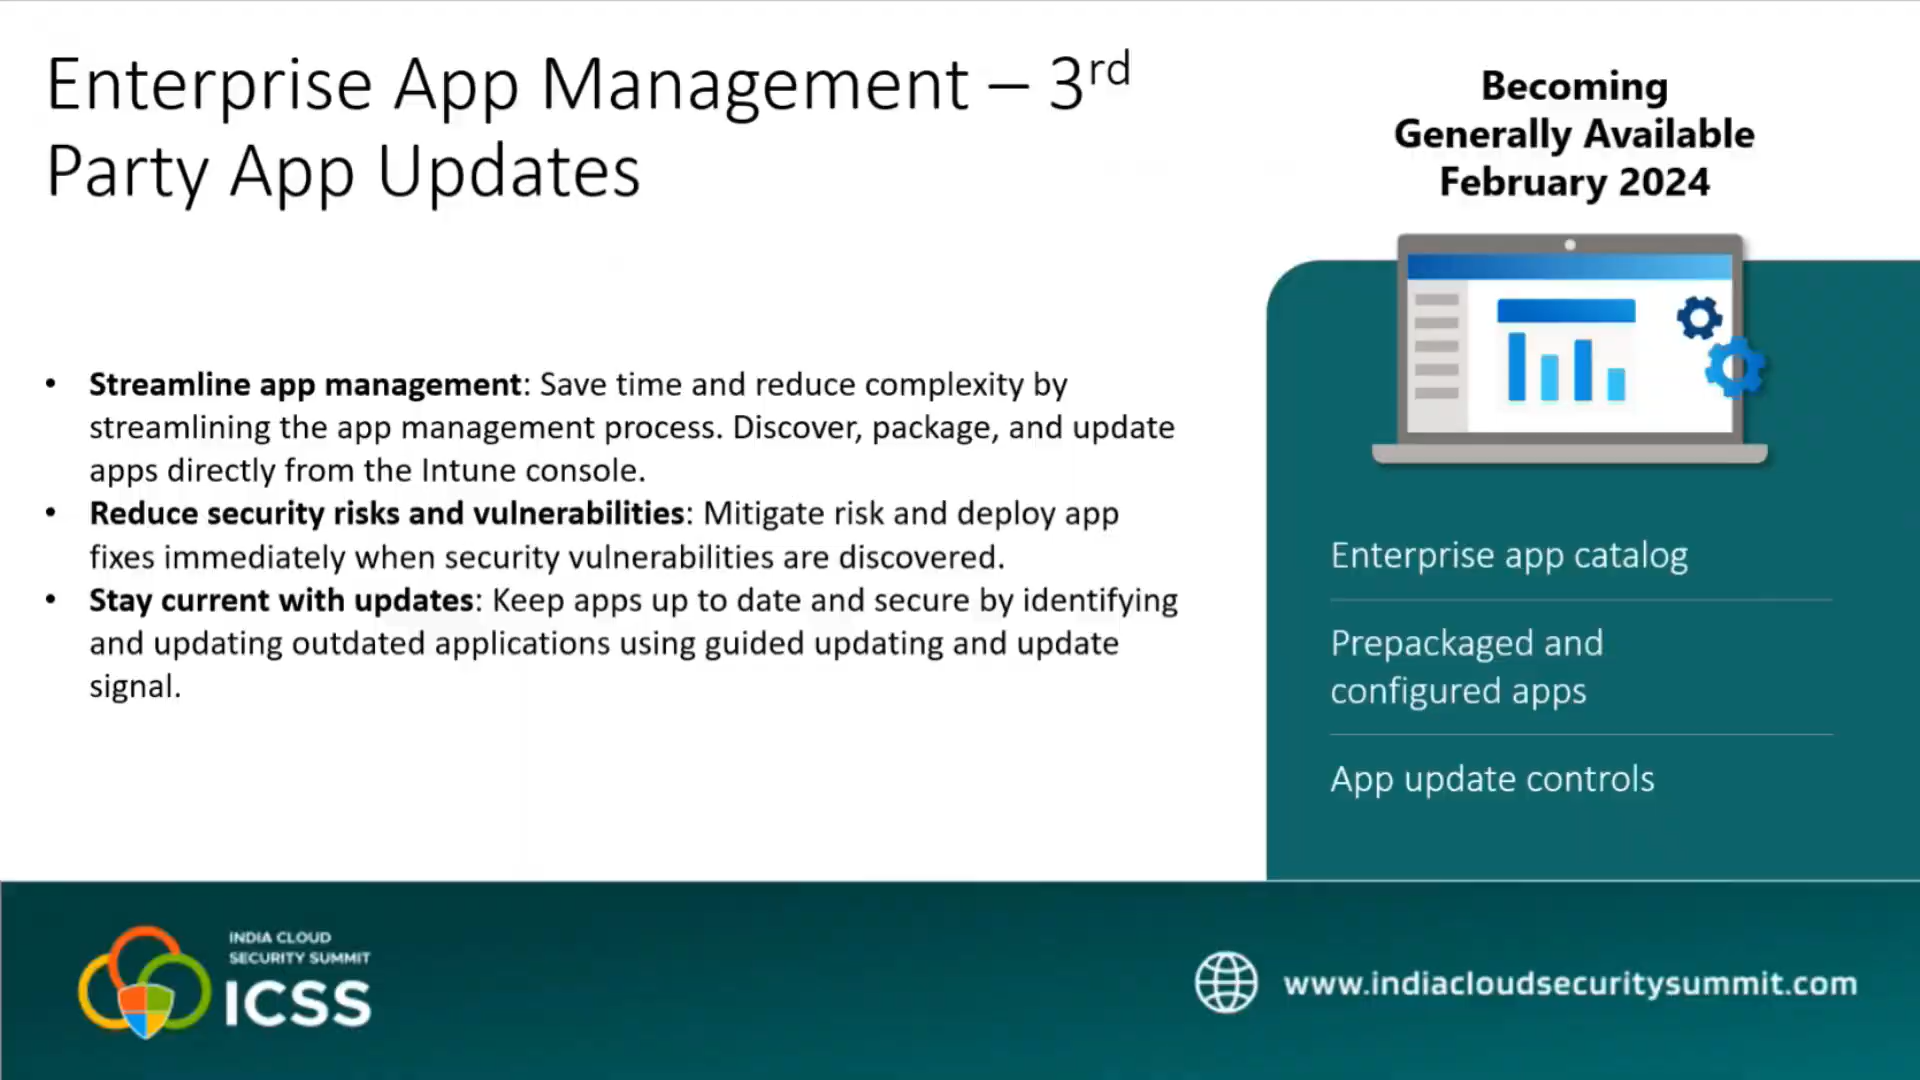 Enterprise App Management – 3rd
Party App Updates
Becoming
Generally Available
February 2024
• Streamline app management: Save time and reduce complexity by
streamlining the app management process. Discover, package, and update
apps directly from the Intune console.
• Reduce security risks and vulnerabilities: Mitigate risk and deploy app
fixes immediately when security vulnerabilities are discovered.
• Stay current with updates: Keep apps up to date and secure by identifying
and updating outdated applications using guided updating and update
signal.
Enterprise app catalog
Prepackaged and
configured apps
App update controls
INDIA CLOUD
SECURITY SUMMIT
ICSS
www.indiacloudsecuritysummit.com